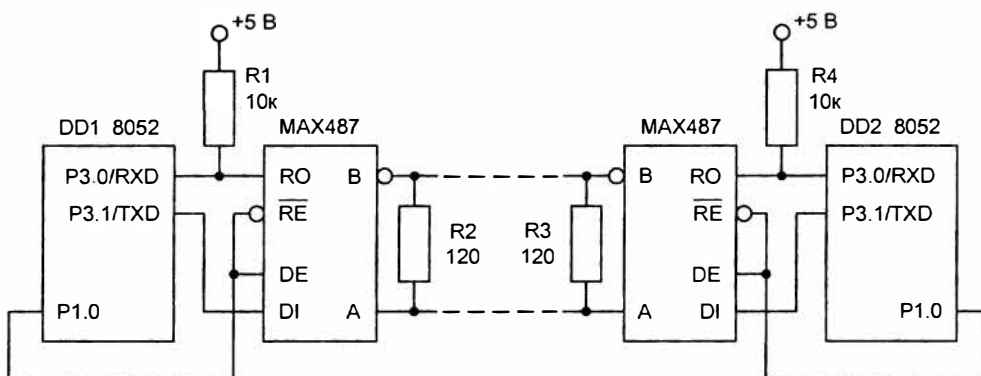 +5 В
+5 В
R1
10к
R4
10к
DD1 8052
MAX487
MAX487
DD2 8052
P3.0/RXD
RO
B
B
RO
P3.0/RXD
P3.1/TXD
RE
RE
P3.1/TXD
R2
120
R3
120
DE
DE
P1.0
DI
A
A
DI
P1.0